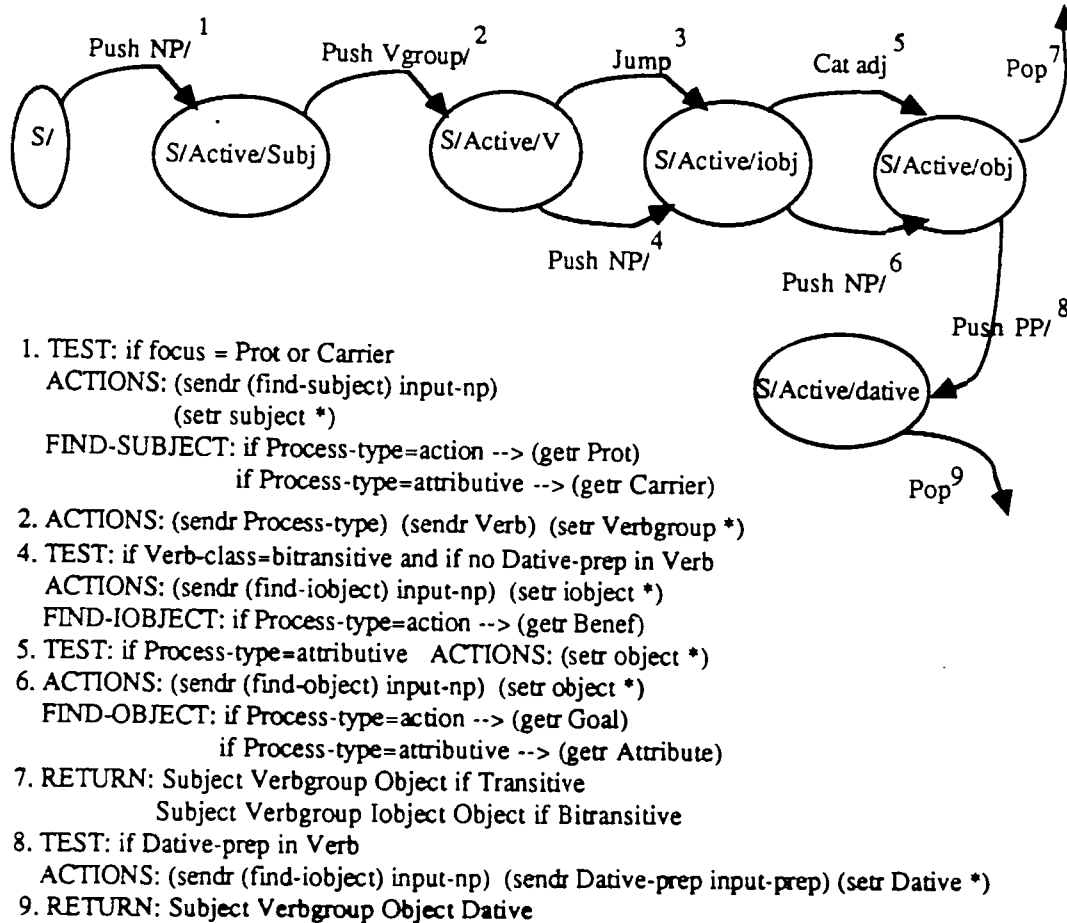 Push NP/ 1
Push Vgroup/ 2
Jump 3
Cat adj 5
Pop 7
S/
S/Active/Subj
S/Active/V
S/Active/iobj
S/Active/obj
Push NP/ 4
Push NP/ 6
Push PP/ 8
S/Active/dative
Pop 9
1. TEST: if focus = Prot or Carrier
ACTIONS: (sendr (find-subject) input-np)
(setr subject *)
FIND-SUBJECT: if Process-type=action --> (getr Prot)
if Process-type=attributive --> (getr Carrier)
2. ACTIONS: (sendr Process-type) (sendr Verb) (setr Verbgroup *)
4. TEST: if Verb-class=bitransitive and if no Dative-prep in Verb
ACTIONS: (sendr (find-iobject) input-np) (setr iobject *)
FIND-IOBJECT: if Process-type=action --> (getr Benef)
5. TEST: if Process-type=attributive ACTIONS: (setr object *)
6. ACTIONS: (sendr (find-object) input-np) (setr object *)
FIND-OBJECT: if Process-type=action --> (getr Goal)
if Process-type=attributive --> (getr Attribute)
7. RETURN: Subject Verbgroup Object if Transitive
Subject Verbgroup Iobject Object if Bitransitive
8. TEST: if Dative-prep in Verb
ACTIONS: (sendr (find-iobject) input-np) (sendr Dative-prep input-prep) (setr Dative *)
9. RETURN: Subject Verbgroup Object Dative